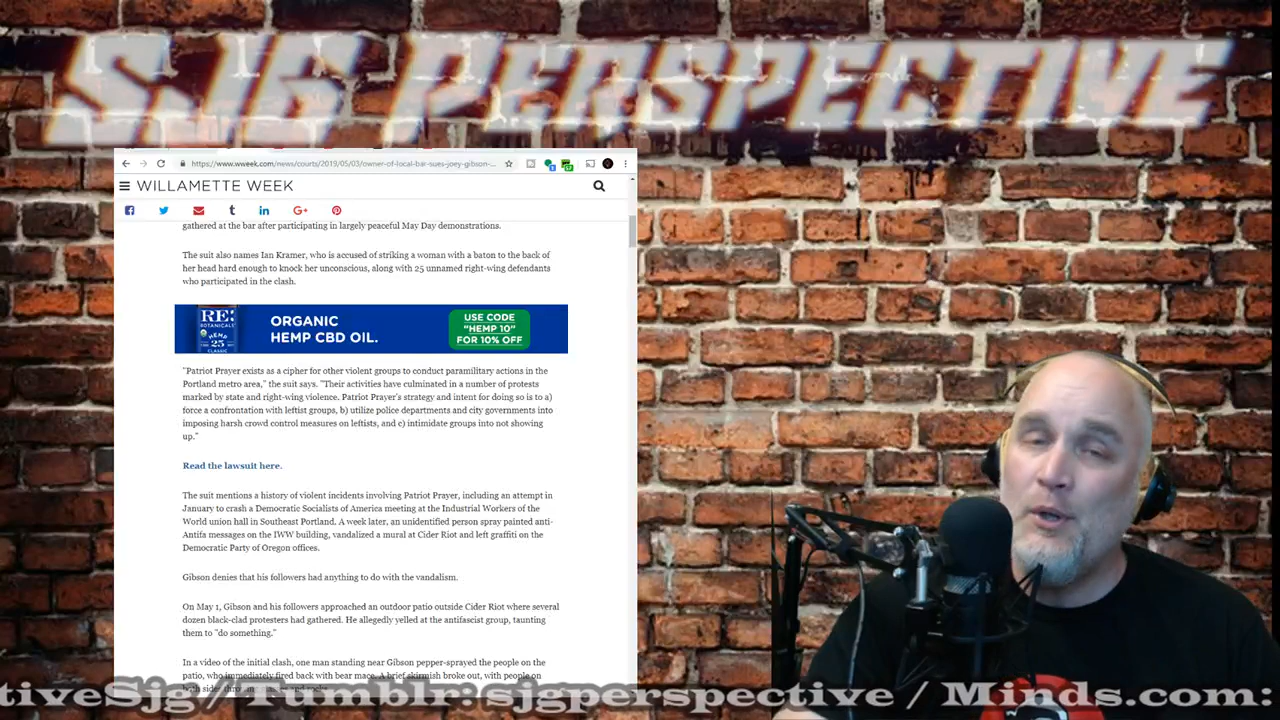 SJG PERSPECTIVE
https://www.wweek.com/news/courts/2019/05/03/owner-of-local-bar-sues-joey-gibson-...
WILLAMETTE WEEK
gathered at the bar after participating in largely peaceful May Day demonstrations.
The suit also names Ian Kramer, who is accused of striking a woman with a baton to the back of
her head hard enough to knock her unconscious, along with 25 unnamed right-wing defendants
who participated in the clash.
RE:
BOTANICALS
HEMP
25
CLASSIC
ORGANIC
HEMP CBD OIL.
USE CODE
"HEMP 10"
FOR 10% OFF
"Patriot Prayer exists as a cipher for other violent groups to conduct paramilitary actions in the
Portland metro area," the suit says. "Their activities have culminated in a number of protests
marked by state and right-wing violence. Patriot Prayer's strategy and intent for doing so is to a)
force a confrontation with leftist groups, b) utilize police departments and city governments into
imposing harsh crowd control measures on leftists, and c) intimidate groups into not showing
up."
Read the lawsuit here.
The suit mentions a history of violent incidents involving Patriot Prayer, including an attempt in
January to crash a Democratic Socialists of America meeting at the Industrial Workers of the
World union hall in Southeast Portland. A week later, an unidentified person spray painted anti-
Antifa messages on the IWW building, vandalized a mural at Cider Riot and left graffiti on the
Democratic Party of Oregon offices.
Gibson denies that his followers had anything to do with the vandalism.
On May 1, Gibson and his followers approached an outdoor patio outside Cider Riot where several
dozen black-clad protesters had gathered. He allegedly yelled at the antifascist group, taunting
them to "do something."
In a video of the initial clash, one man standing near Gibson pepper-sprayed the people on the
patio, who immediately fired back with bear mace. A brief skirmish broke out, with people on
both sides
tiveSjg / Tumblr: sjgperspective / Minds.com: